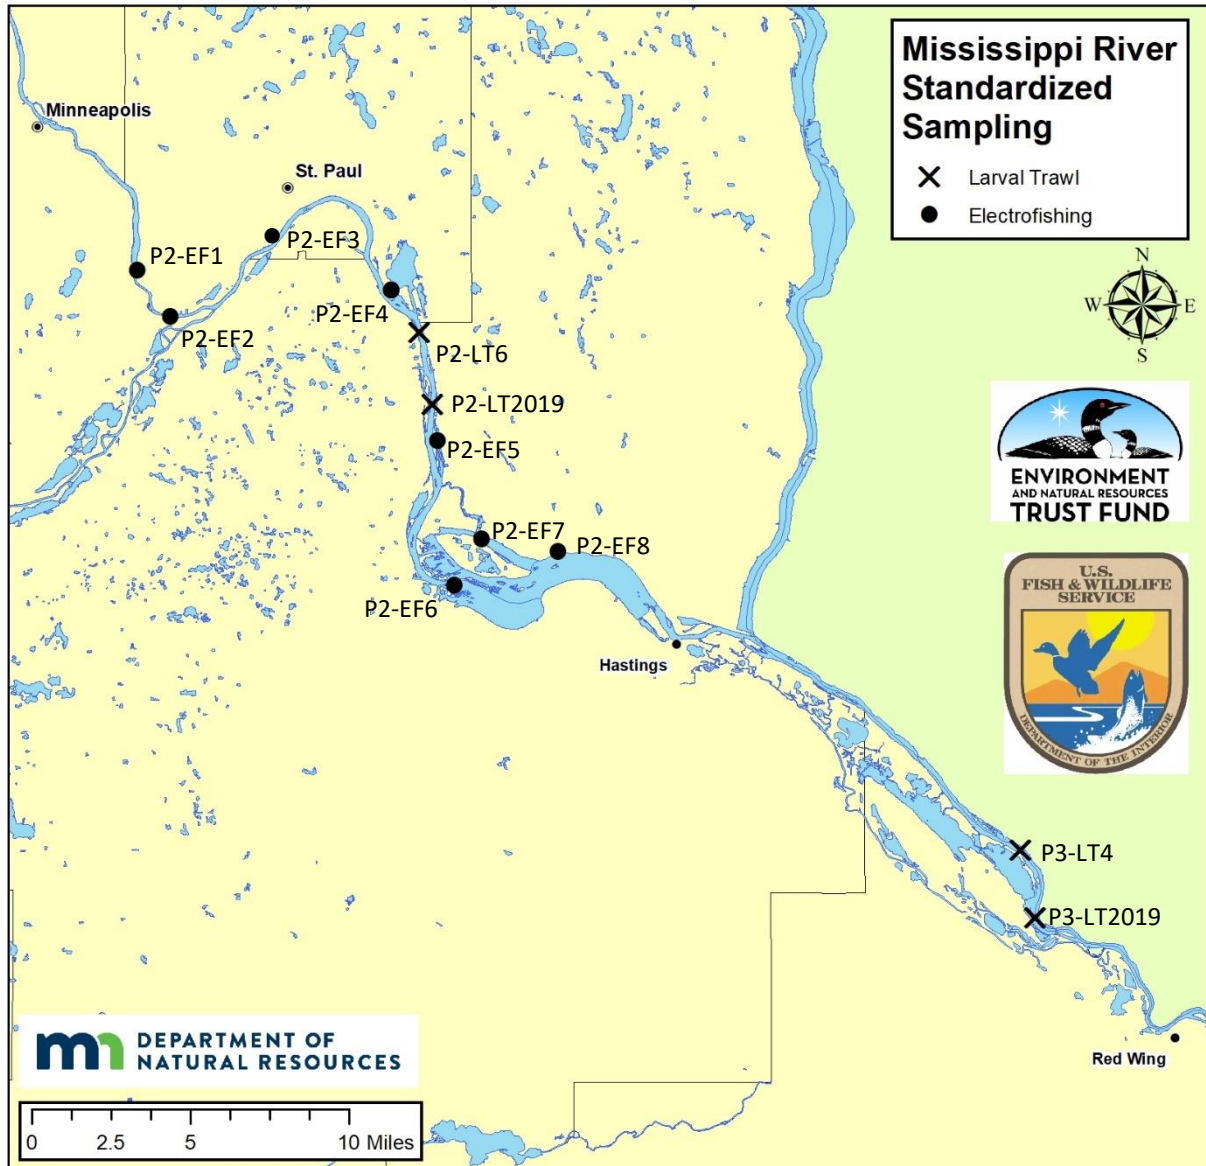 Mississippi River
Standardized
Sampling
Larval Trawl
Electrofishing
Minneapolis
St. Paul
P2-EF3
P2-EF1
P2-EF4
P2-EF2
P2-LT6
P2-LT2019
P2-EF5
P2-EF7
P2-EF8
P2-EF6
Hastings
P3-LT4
P3-LT2019
Red Wing
N
W E
S
ENVIRONMENT
AND NATURAL RESOURCES
TRUST FUND
U.S.
FISH & WILDLIFE
SERVICE
DEPARTMENT OF THE INTERIOR
mn DEPARTMENT OF
NATURAL RESOURCES
0 2.5 5 10 Miles